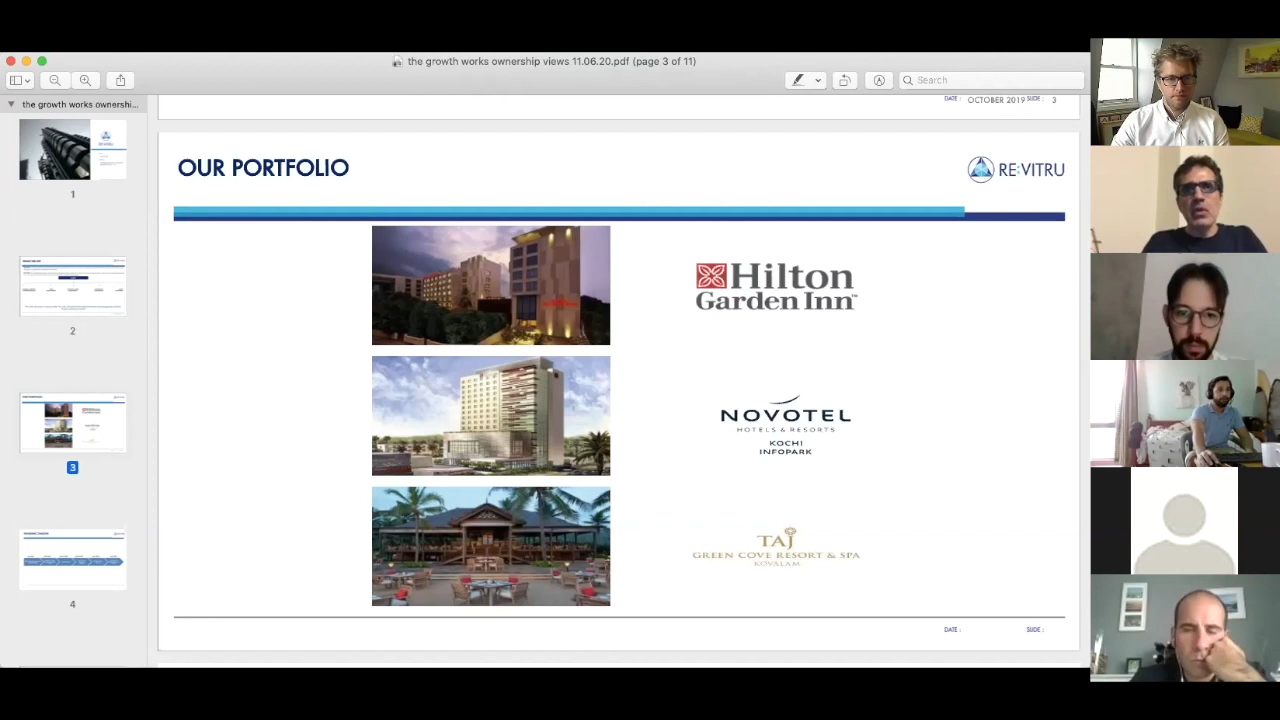 the growth works ownership views 11.06.20.pdf (page 3 of 11)
Search
the growth works ownershi...
1
2
3
4
DATE : OCTOBER 2019 SLIDE : 3
OUR PORTFOLIO
RE:VITRU
Hilton
Garden Inn™
NOVOTEL
HOTELS & RESORTS
KOCHI
INFOPARK
TAJ
GREEN COVE RESORT & SPA
KOVALAM
DATE : SLIDE :